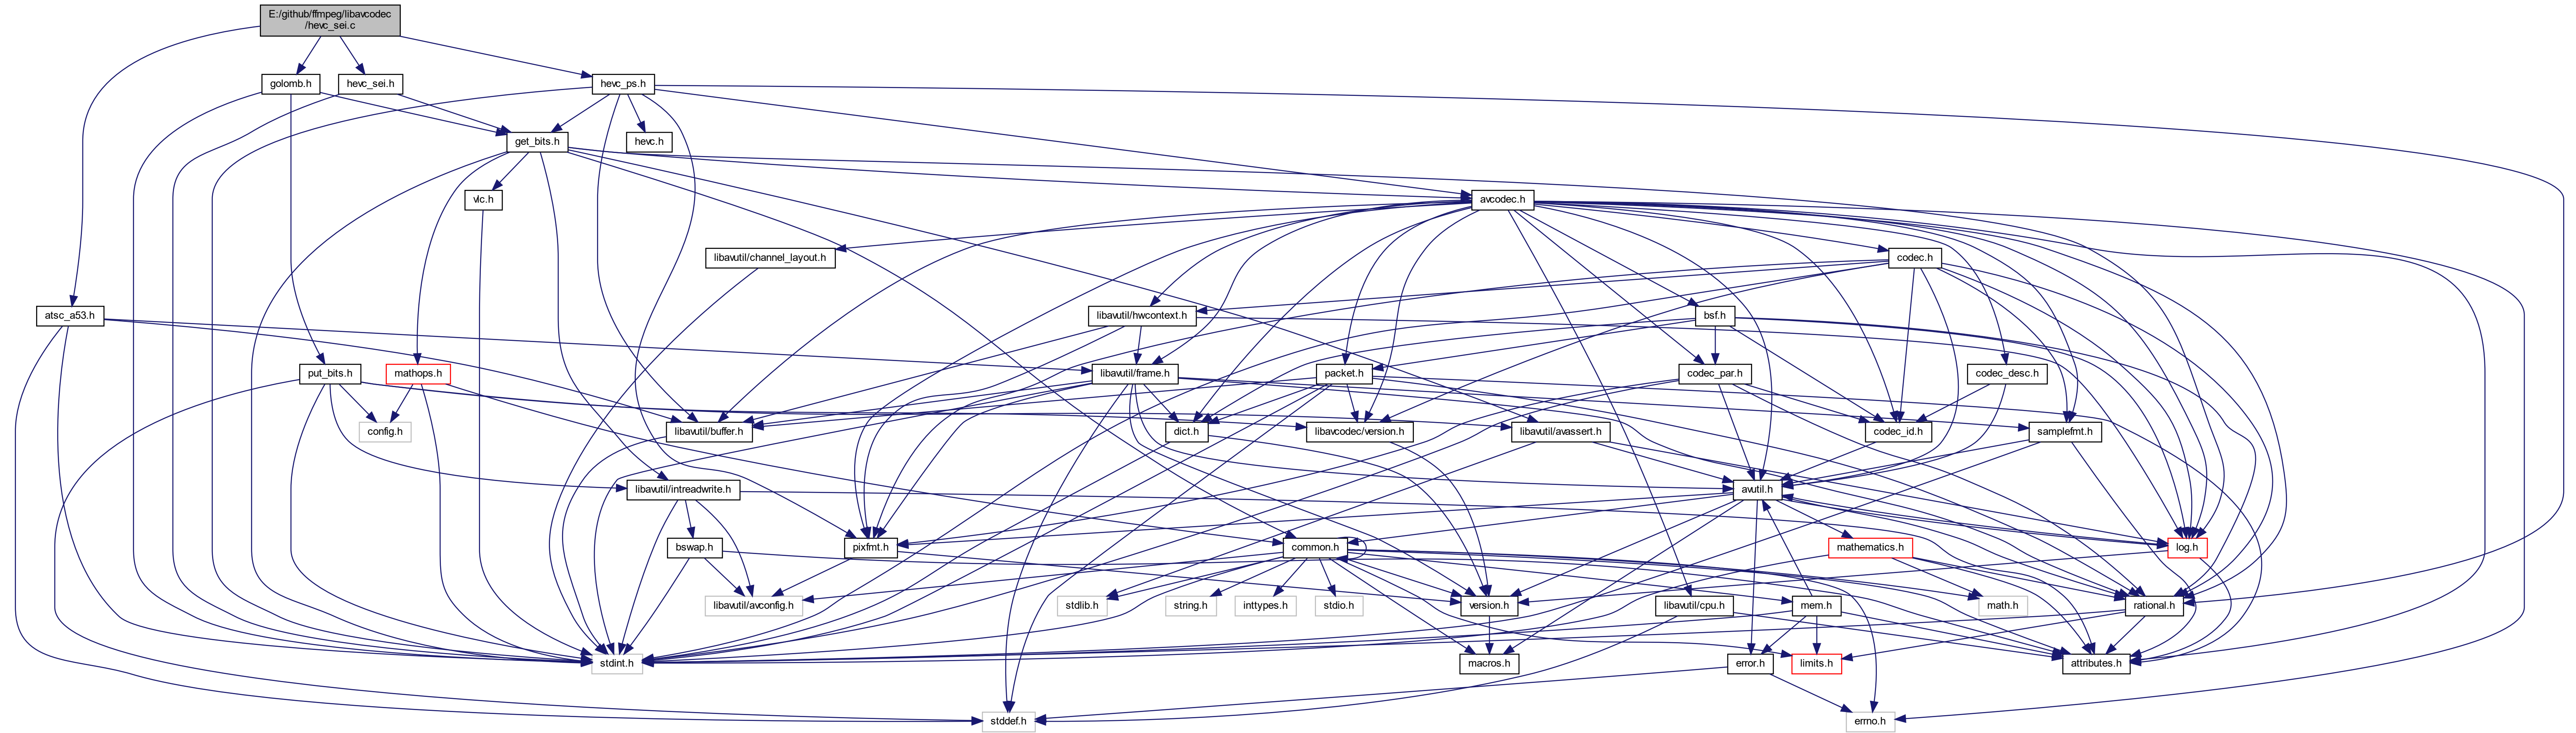 E:/github/ffmpeg/libavcodec
/hevc_sei.c
golomb.h
hevc_sei.h
hevc_ps.h
get_bits.h
hevc.h
vlc.h
avcodec.h
libavutil/channel_layout.h
codec.h
atsc_a53.h
libavutil/hwcontext.h
bsf.h
put_bits.h
mathops.h
libavutil/frame.h
packet.h
codec_par.h
codec_desc.h
config.h
libavutil/buffer.h
dict.h
libavcodec/version.h
libavutil/avassert.h
codec_id.h
samplefmt.h
libavutil/intreadwrite.h
avutil.h
bswap.h
pixfmt.h
common.h
mathematics.h
log.h
libavutil/avconfig.h
stdlib.h
string.h
inttypes.h
stdio.h
version.h
libavutil/cpu.h
mem.h
math.h
rational.h
stdint.h
macros.h
error.h
limits.h
attributes.h
stddef.h
errno.h